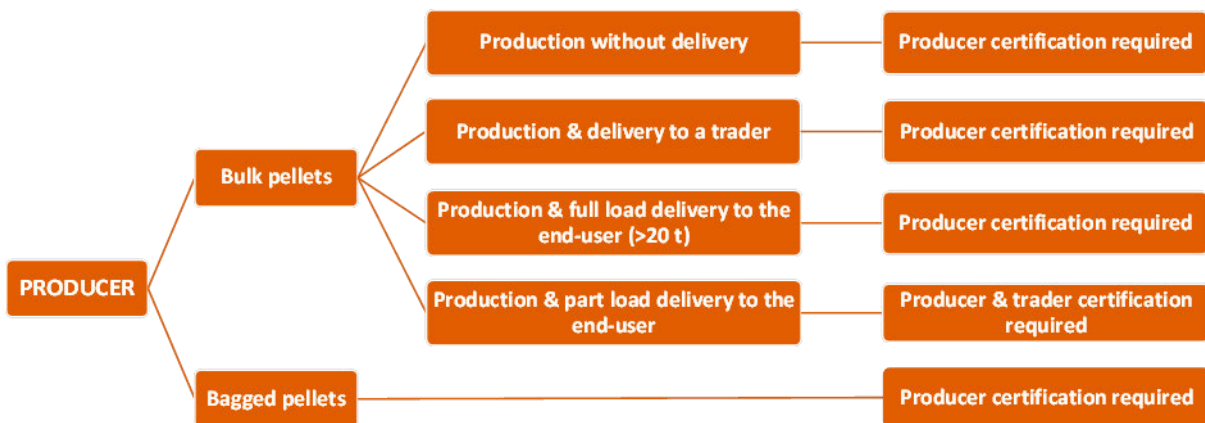 Production without delivery
Producer certification required
Production & delivery to a trader
Producer certification required
Bulk pellets
Production & full load delivery to the
end-user (>20 t)
Producer certification required
PRODUCER
Production & part load delivery to the
end-user
Producer & trader certification
required
Bagged pellets
Producer certification required